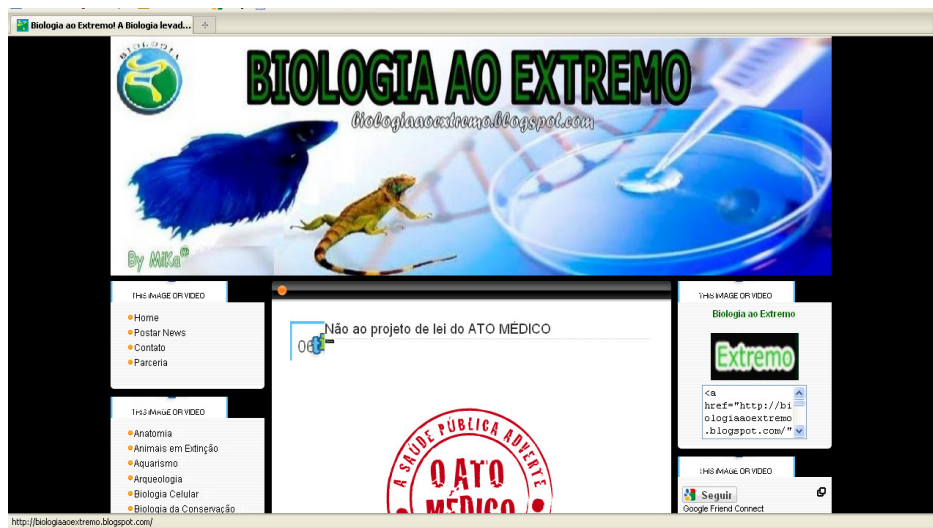 Biologia ao Extremo! A Biologia levad...
BIOLOGIA
BIOLOGIA AO EXTREMO
biologiaaoextremo.blogspot.com
By MiKa
THIS IMAGE OR VIDEO
Home
Postar News
Contato
Parceria
THIS IMAGE OR VIDEO
Anatomia
Animais em Extinção
Aquarismo
Arqueologia
Biologia Celular
Biologia da Conservação
06
Não ao projeto de lei do ATO MÉDICO
A SAÚDE PÚBLICA ADVERTE
O ATO
MÉDICO
THIS IMAGE OR VIDEO
Biologia ao Extremo
Extremo
<a
href="http://bi
ologiaaoextremo
.blogspot.com/"
THIS IMAGE OR VIDEO
Seguir
Google Friend Connect
http://biologiaaoextremo.blogspot.com/